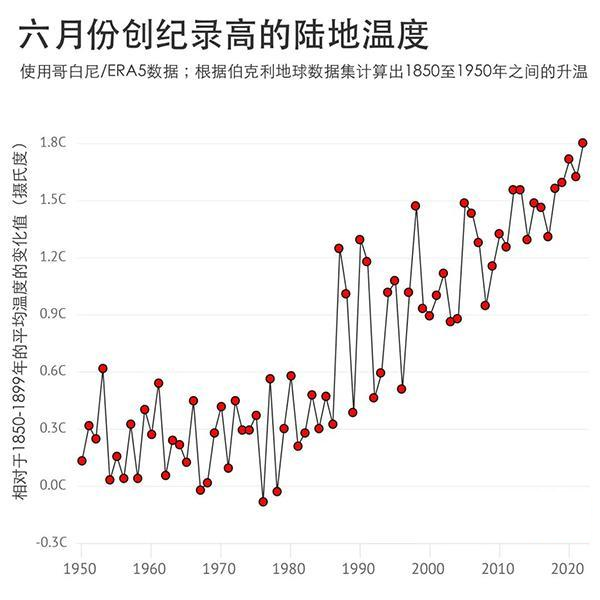 六月份创纪录高的陆地温度
使用哥白尼/ERA5数据；根据伯克利地球数据集计算出1850至1950年之间的升温
相对于1850-1899年的平均温度的变化值（摄氏度）
1.8C
1.5C
1.2C
0.9C
0.6C
0.3C
0.0C
-0.3C
1950 1960 1970 1980 1990 2000 2010 2020